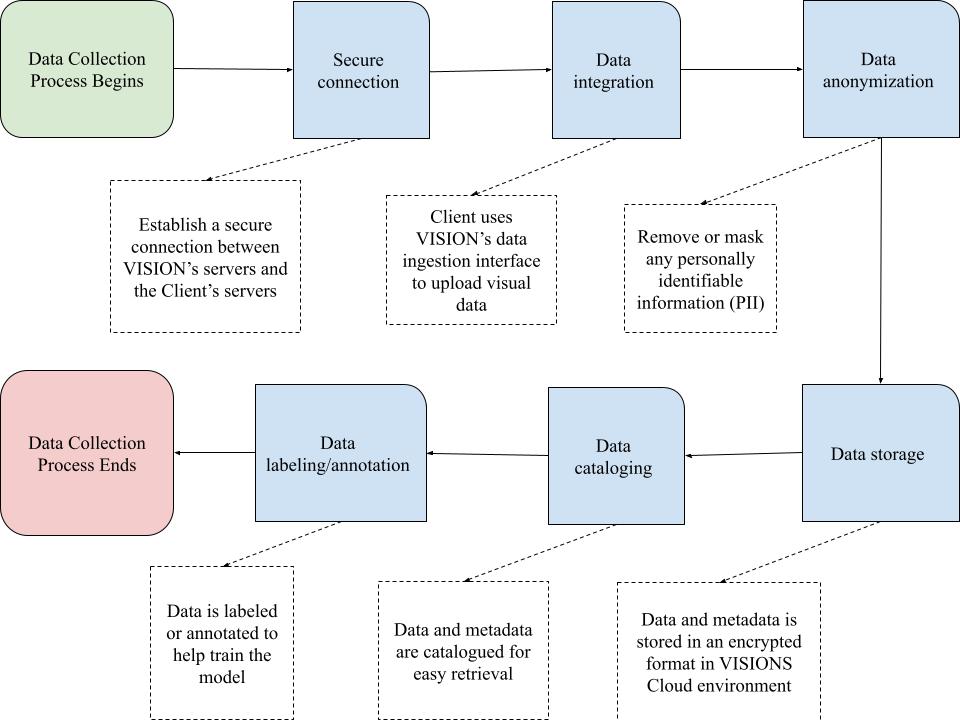 Data Collection
Process Begins
Secure
connection
Data
integration
Data
anonymization
Establish a secure
connection between
VISION's servers and
the Client's servers
Client uses
VISION's data
ingestion interface
to upload visual
data
Remove or mask
any personally
identifiable
information (PII)
Data Collection
Process Ends
Data
labeling/annotation
Data
cataloging
Data storage
Data is labeled
or annotated to
help train the
model
Data and metadata
are catalogued for
easy retrieval
Data and metadata is
stored in an encrypted
format in VISIONS
Cloud environment